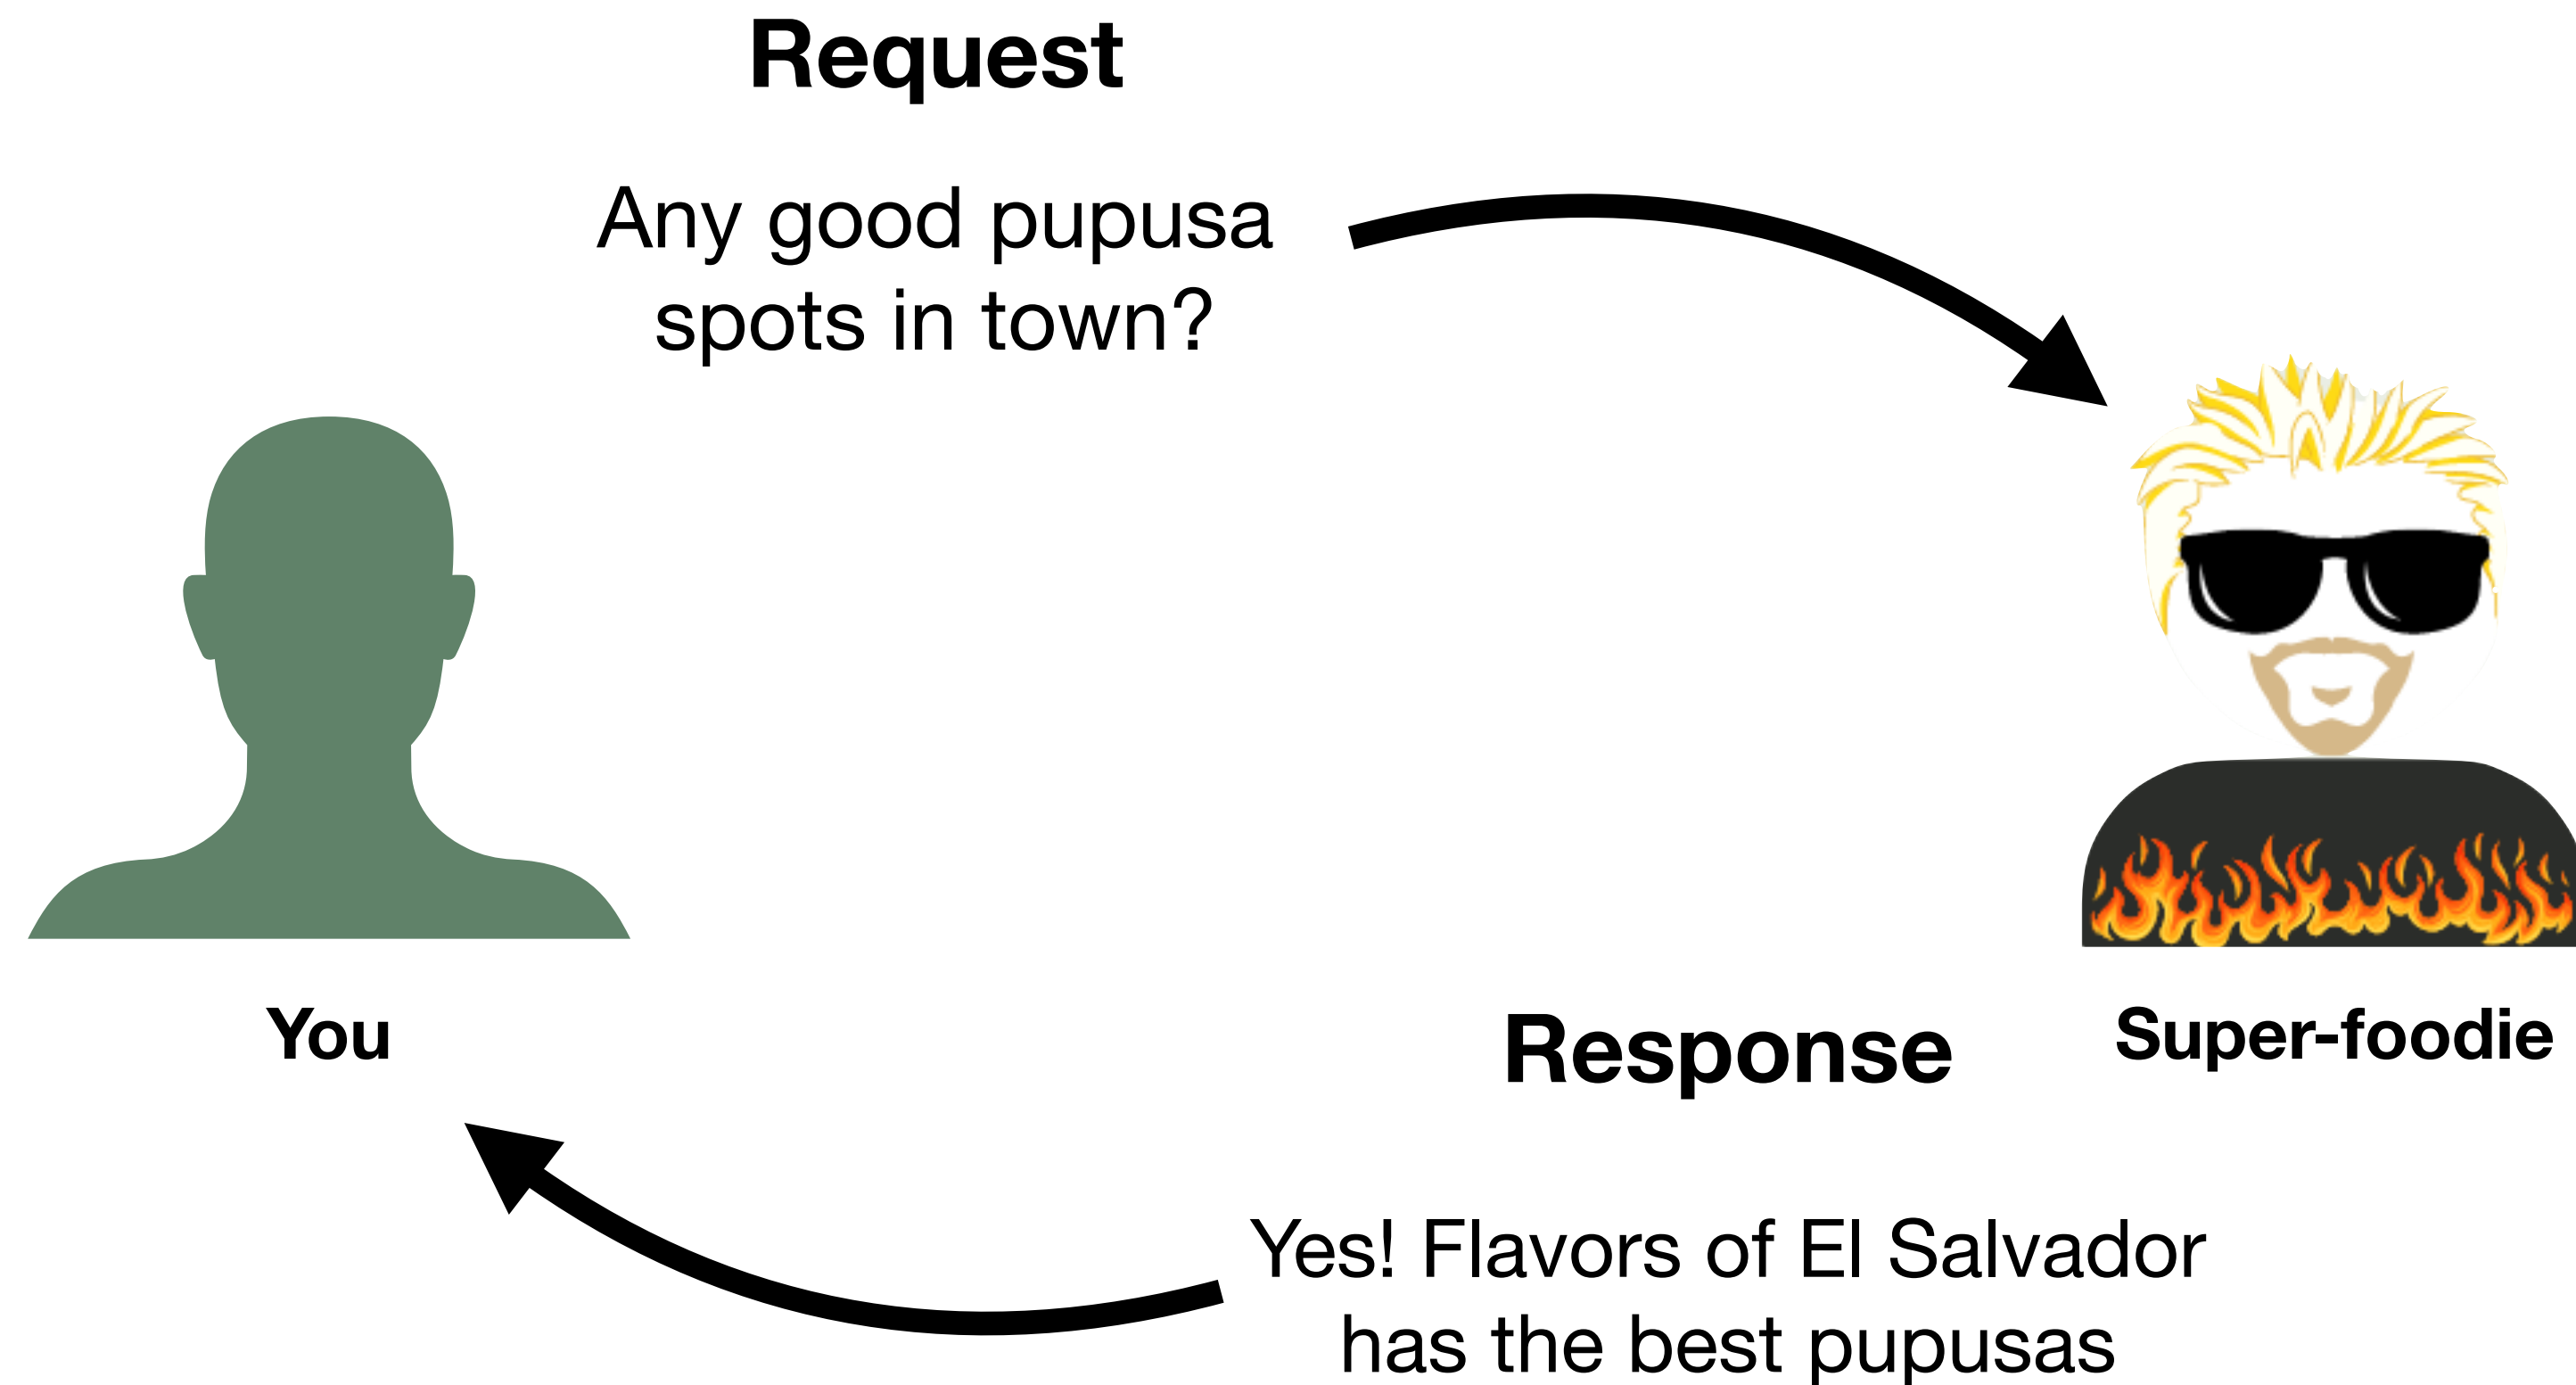 Request
Any good pupusa
spots in town?
You
Super-foodie
Response
Yes! Flavors of El Salvador
has the best pupusas